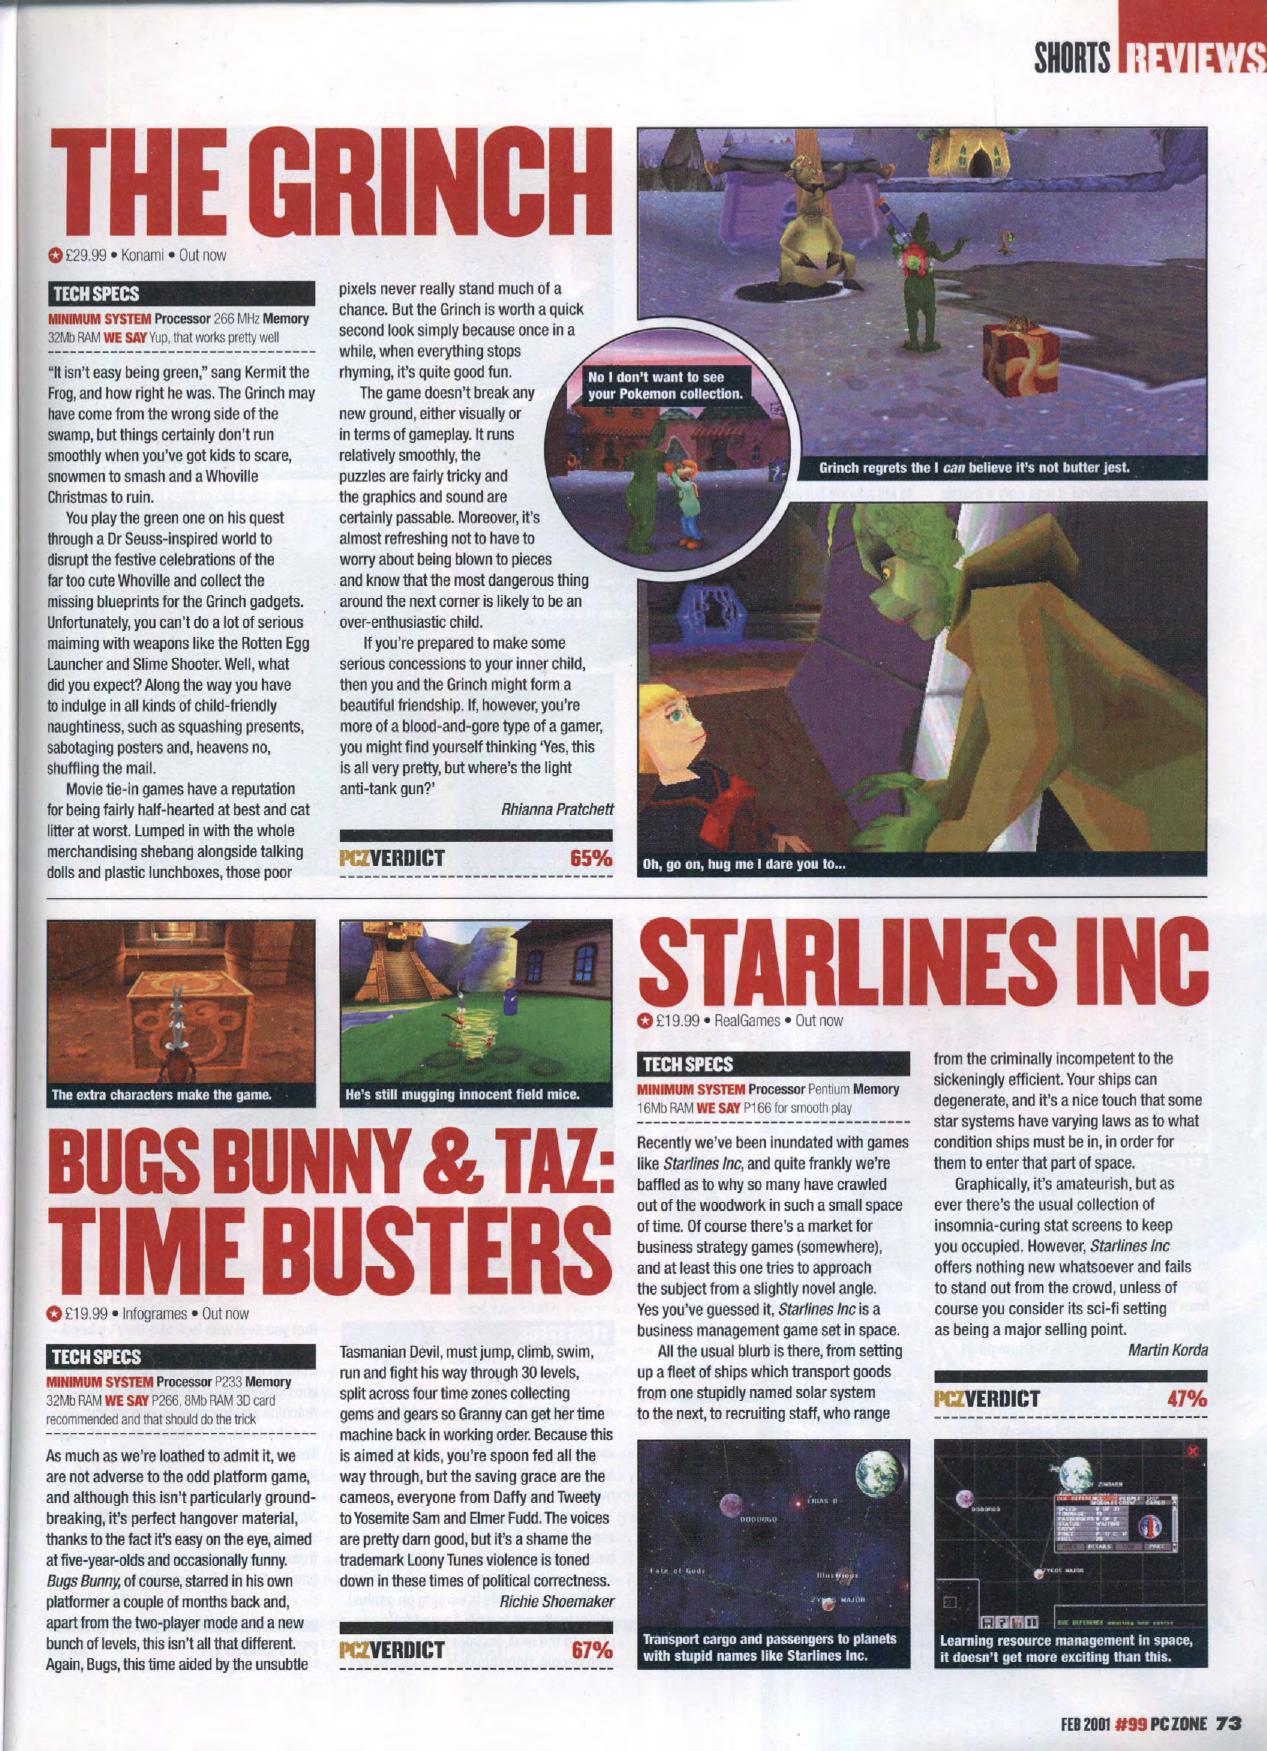 SHORTS REVIEWS
THE GRINCH
£29.99 • Konami • Out now
TECH SPECS
MINIMUM SYSTEM Processor 266 MHz Memory
32Mb RAM WE SAY Yup, that works pretty well
“It isn’t easy being green,” sang Kermit the
Frog, and how right he was. The Grinch may
have come from the wrong side of the
swamp, but things certainly don’t run
smoothly when you’ve got kids to scare,
snowmen to smash and a Whoville
Christmas to ruin.
You play the green one on his quest
through a Dr Seuss-inspired world to
disrupt the festive celebrations of the
far too cute Whoville and collect the
missing blueprints for the Grinch gadgets.
Unfortunately, you can’t do a lot of serious
maiming with weapons like the Rotten Egg
Launcher and Slime Shooter. Well, what
did you expect? Along the way you have
to indulge in all kinds of child-friendly
naughtiness, such as squashing presents,
sabotaging posters and, heavens no,
shuffling the mail.
Movie tie-in games have a reputation
for being fairly half-hearted at best and cat
litter at worst. Lumped in with the whole
merchandising shebang alongside talking
dolls and plastic lunchboxes, those poor
pixels never really stand much of a
chance. But the Grinch is worth a quick
second look simply because once in a
while, when everything stops
rhyming, it’s quite good fun.
The game doesn’t break any
new ground, either visually or
in terms of gameplay. It runs
relatively smoothly, the
puzzles are fairly tricky and
the graphics and sound are
certainly passable. Moreover, it’s
almost refreshing not to have to
worry about being blown to pieces
and know that the most dangerous thing
around the next corner is likely to be an
over-enthusiastic child.
If you’re prepared to make some
serious concessions to your inner child,
then you and the Grinch might form a
beautiful friendship. If, however, you’re
more of a blood-and-gore type of a gamer,
you might find yourself thinking ‘Yes, this
is all very pretty, but where’s the light
anti-tank gun?’
Rhianna Pratchett
PCZVERDICT 65%
No I don’t want to see
your Pokemon collection.
Grinch regrets the I can believe it’s not butter jest.
Oh, go on, hug me I dare you to...
The extra characters make the game.
He’s still mugging innocent field mice.
BUGS BUNNY & TAZ:
TIME BUSTERS
£19.99 • Infogrames • Out now
TECH SPECS
MINIMUM SYSTEM Processor P233 Memory
32Mb RAM WE SAY P266, 8Mb RAM 3D card
recommended and that should do the trick
As much as we’re loathed to admit it, we
are not adverse to the odd platform game,
and although this isn’t particularly ground-
breaking, it’s perfect hangover material,
thanks to the fact it’s easy on the eye, aimed
at five-year-olds and occasionally funny.
Bugs Bunny, of course, starred in his own
platformer a couple of months back and,
apart from the two-player mode and a new
bunch of levels, this isn’t all that different.
Again, Bugs, this time aided by the unsubtle
Tasmanian Devil, must jump, climb, swim,
run and fight his way through 30 levels,
split across four time zones collecting
gems and gears so Granny can get her time
machine back in working order. Because this
is aimed at kids, you’re spoon fed all the
way through, but the saving grace are the
cameos, everyone from Daffy and Tweety
to Yosemite Sam and Elmer Fudd. The voices
are pretty darn good, but it’s a shame the
trademark Loony Tunes violence is toned
down in these times of political correctness.
Richie Shoemaker
PCZVERDICT 67%
STARLINES INC
£19.99 • RealGames • Out now
TECH SPECS
MINIMUM SYSTEM Processor Pentium Memory
16Mb RAM WE SAY P166 for smooth play
Recently we’ve been inundated with games
like Starlines Inc, and quite frankly we’re
baffled as to why so many have crawled
out of the woodwork in such a small space
of time. Of course there’s a market for
business strategy games (somewhere),
and at least this one tries to approach
the subject from a slightly novel angle.
Yes you’ve guessed it, Starlines Inc is a
business management game set in space.
All the usual blurb is there, from setting
up a fleet of ships which transport goods
from one stupidly named solar system
to the next, to recruiting staff, who range
from the criminally incompetent to the
sickeningly efficient. Your ships can
degenerate, and it’s a nice touch that some
star systems have varying laws as to what
condition ships must be in, in order for
them to enter that part of space.
Graphically, it’s amateurish, but as
ever there’s the usual collection of
insomnia-curing stat screens to keep
you occupied. However, Starlines Inc
offers nothing new whatsoever and fails
to stand out from the crowd, unless of
course you consider its sci-fi setting
as being a major selling point.
Martin Korda
PCZVERDICT 47%
Fate of Gods
Illustrious
ZYRGS MAJOR
Transport cargo and passengers to planets
with stupid names like Starlines Inc.
DETAILS
MAJOR
Learning resource management in space,
it doesn’t get more exciting than this.
FEB 2001 #99 PC ZONE 73